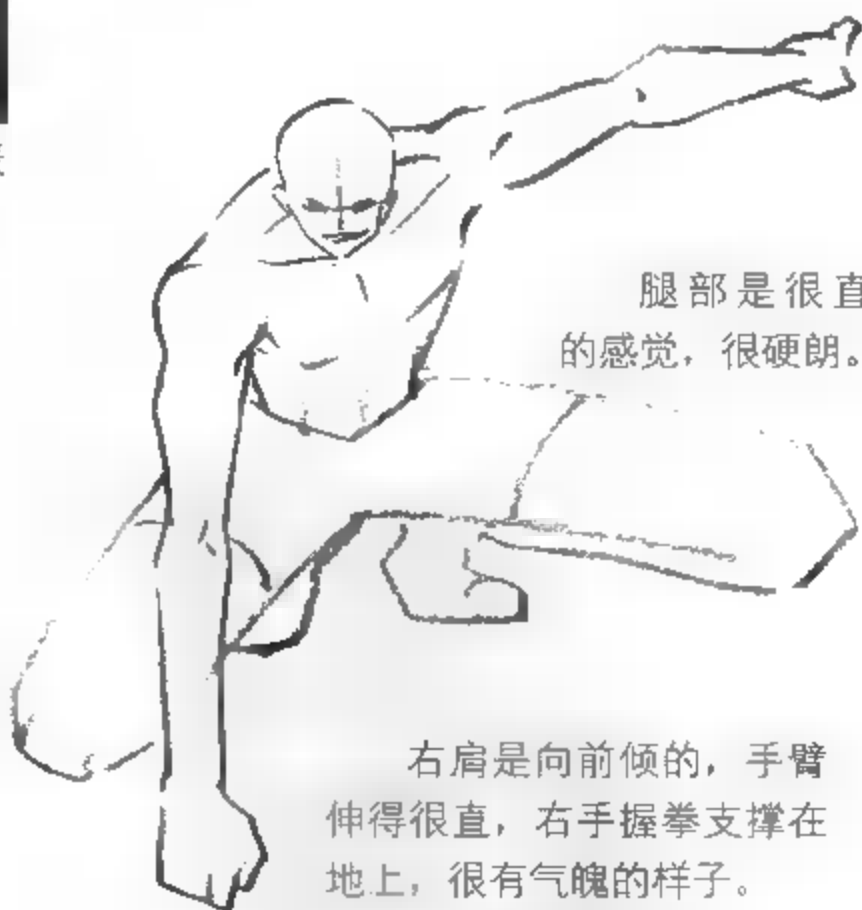 腿部是很直
的感觉，很硬朗。
右肩是向前倾的，手臂
伸得很直，右手握拳支撑在
地上，很有气魄的样子。